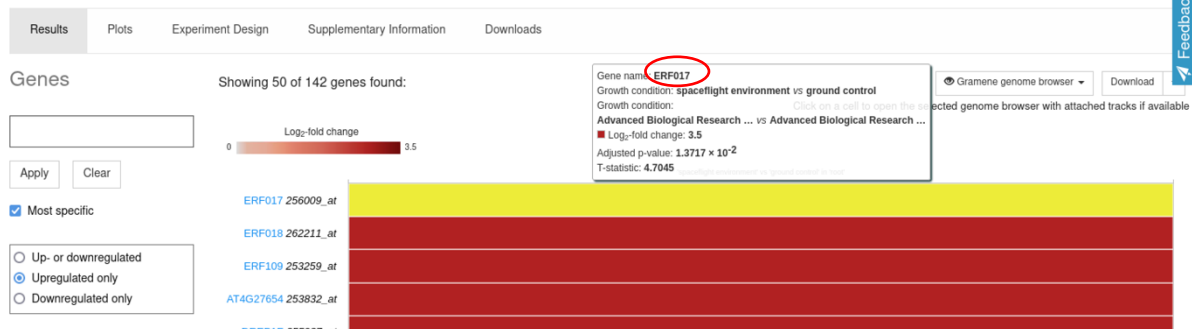 Results
Plots
Experiment Design
Supplementary Information
Downloads
Feedbac
Genes
Showing 50 of 142 genes found:
Gene name: ERF017
Growth condition: spaceflight environment vs ground control
Growth condition:
Advanced Biological Research ... vs Advanced Biological Research ...
Log2-fold change: 3.5
Adjusted p-value: 1.3717 × 10-2
T-statistic: 4.7045
Gramene genome browser
Download
Click on a cell to open the selected genome browser with attached tracks if available
Log2-fold change
0
3.5
Apply
Clear
Most specific
Up- or downregulated
Upregulated only
Downregulated only
ERF017 256009_at
ERF018 262211_at
ERF109 253259_at
AT4G27654 253832_at